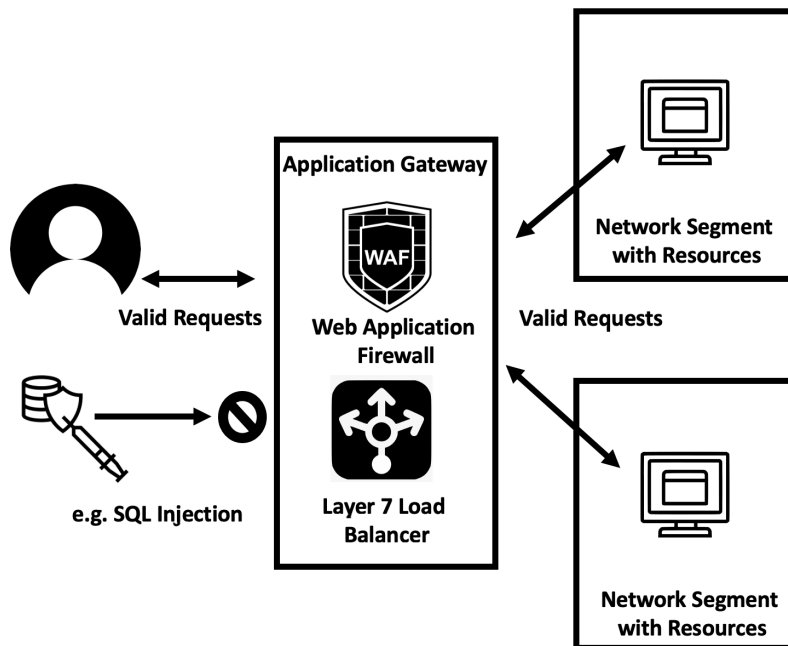 Application Gateway
WAF
Web Application
Firewall
Layer 7 Load
Balancer
Valid Requests
e.g. SQL Injection
Valid Requests
Network Segment
with Resources
Network Segment
with Resources